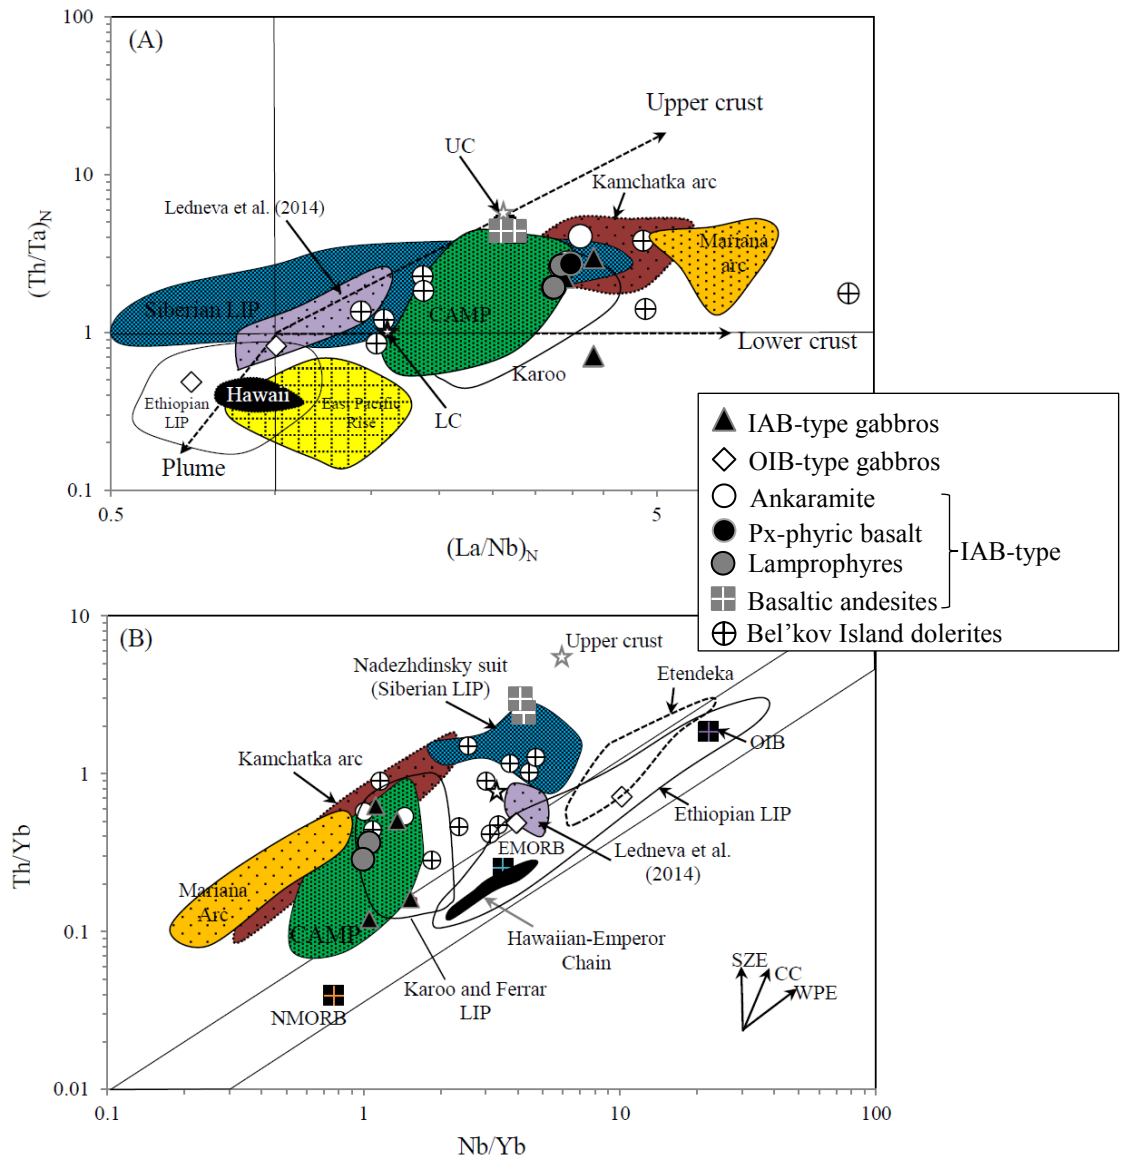 100
(A)
Upper crust
UC
10
Kamchatka arc
Ledneva et al. (2014)
(Th/Ta)N
Mariana
arc
Siberian LIP
CAMP
1
Lower crust
Karoo
Hawaii
Ethiopian
LIP
East Pacific
Rise
LC
Plume
0.1
0.5
5
(La/Nb)N
IAB-type gabbros
OIB-type gabbros
Ankaramite
Px-phyric basalt
IAB-type
Lamprophyres
Basaltic andesites
Bel'kov Island dolerites
10
(B)
Upper crust
Nadezhdinsky suit
(Siberian LIP)
Etendeka
OIB
Kamchatka arc
1
Ethiopian LIP
Th/Yb
EMORB
Ledneva et al.
(2014)
Mariana
Arc
0.1
CAMP
Hawaiian-Emperor
Chain
SZE
CC
WPE
Karoo and Ferrar
LIP
NMORB
0.01
0.1
1
10
100
Nb/Yb